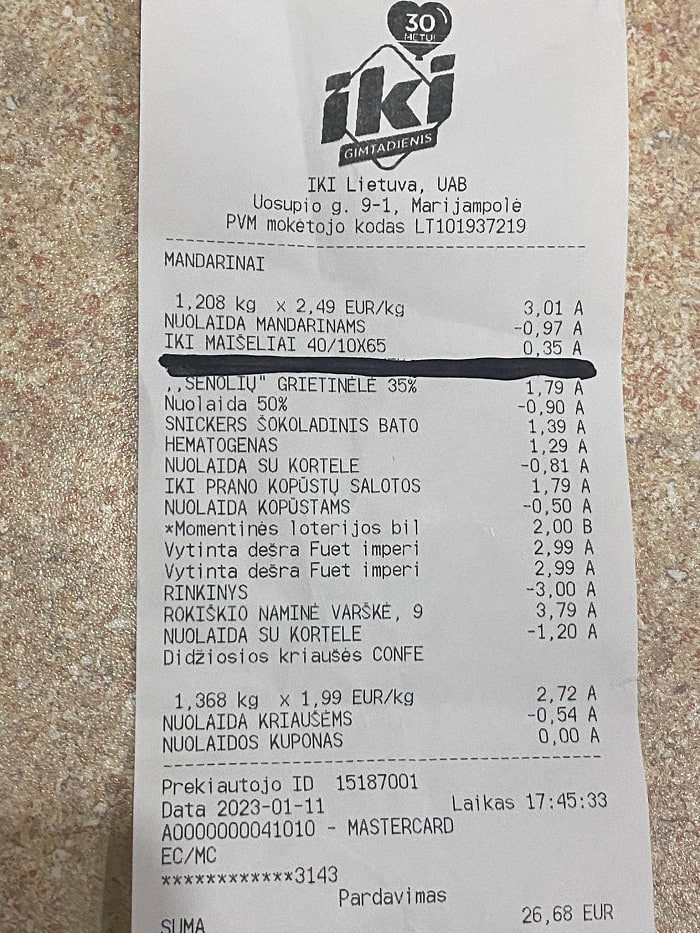 30
METŲ!
iki
GIMTADIENIS
IKI Lietuva, UAB
Uosupio g. 9-1, Marijampolė
PVM mokėtojo kodas LT101937219
MANDARINAI
1,208 kg x 2,49 EUR/kg 3,01 A
NUOLAIDA MANDARINAMS -0,97 A
IKI MAIŠELIAI 40/10X65 0,35 A
,,SENOLIŲ" GRIETINĖLĖ 35% 1,79 A
Nuolaida 50% -0,90 A
SNICKERS ŠOKOLADINIS BATO 1,39 A
HEMATOGENAS 1,29 A
NUOLAIDA SU KORTELE -0,81 A
IKI PRANO KOPŪSTŲ SALOTOS 1,79 A
NUOLAIDA KOPŪSTAMS -0,50 A
*Momentinės loterijos bil 2,00 B
Vytinta dešra Fuet imperi 2,99 A
Vytinta dešra Fuet imperi 2,99 A
RINKINYS -3,00 A
ROKIŠKIO NAMINĖ VARŠKĖ, 9 3,79 A
NUOLAIDA SU KORTELE -1,20 A
Didžiosios kriaušės CONFE
1,368 kg x 1,99 EUR/kg 2,72 A
NUOLAIDA KRIAUŠĖMS -0,54 A
NUOLAIDOS KUPONAS 0,00 A
Prekiautojo ID 15187001
Data 2023-01-11 Laikas 17:45:33
A0000000041010 - MASTERCARD
EC/MC
************3143
Pardavimas
SUMA 26,68 EUR